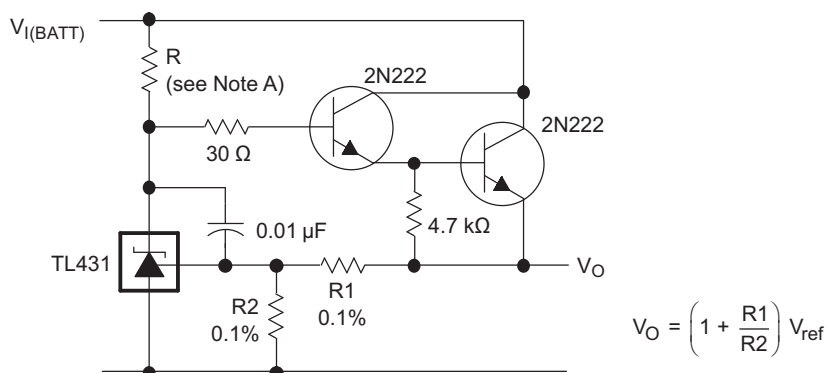 V_I(BATT)
R
(see Note A)
2N222
2N222
30 Ω
0.01 µF
4.7 kΩ
TL431
V_O
R2
0.1%
R1
0.1%
V_O = (1 + R1/R2) V_ref